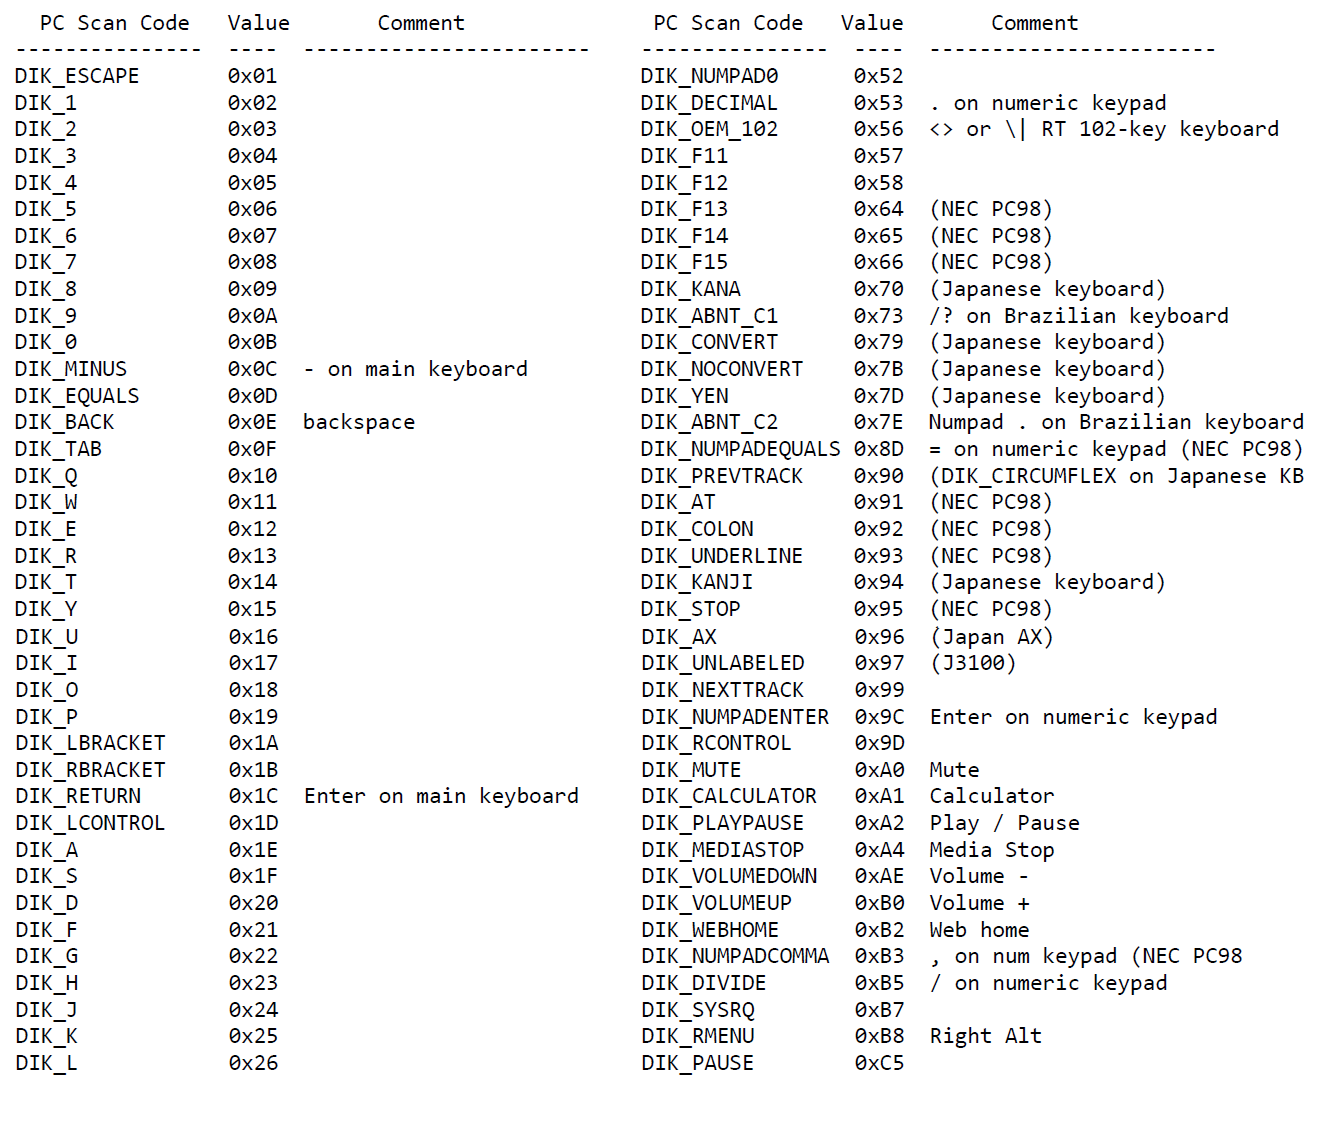 PC Scan Code Value Comment PC Scan Code Value Comment
--------------- ---- ----------------------- --------------- ---- -----------------------
DIK_ESCAPE 0x01 DIK_NUMPAD0 0x52
DIK_1 0x02 DIK_DECIMAL 0x53 . on numeric keypad
DIK_2 0x03 DIK_OEM_102 0x56 <> or \| RT 102-key keyboard
DIK_3 0x04 DIK_F11 0x57
DIK_4 0x05 DIK_F12 0x58
DIK_5 0x06 DIK_F13 0x64 (NEC PC98)
DIK_6 0x07 DIK_F14 0x65 (NEC PC98)
DIK_7 0x08 DIK_F15 0x66 (NEC PC98)
DIK_8 0x09 DIK_KANA 0x70 (Japanese keyboard)
DIK_9 0x0A DIK_ABNT_C1 0x73 /? on Brazilian keyboard
DIK_0 0x0B DIK_CONVERT 0x79 (Japanese keyboard)
DIK_MINUS 0x0C - on main keyboard DIK_NOCONVERT 0x7B (Japanese keyboard)
DIK_EQUALS 0x0D DIK_YEN 0x7D (Japanese keyboard)
DIK_BACK 0x0E backspace DIK_ABNT_C2 0x7E Numpad . on Brazilian keyboard
DIK_TAB 0x0F DIK_NUMPADEQUALS 0x8D = on numeric keypad (NEC PC98)
DIK_Q 0x10 DIK_PREVTRACK 0x90 (DIK_CIRCUMFLEX on Japanese KB
DIK_W 0x11 DIK_AT 0x91 (NEC PC98)
DIK_E 0x12 DIK_COLON 0x92 (NEC PC98)
DIK_R 0x13 DIK_UNDERLINE 0x93 (NEC PC98)
DIK_T 0x14 DIK_KANJI 0x94 (Japanese keyboard)
DIK_Y 0x15 DIK_STOP 0x95 (NEC PC98)
DIK_U 0x16 DIK_AX 0x96 (Japan AX)
DIK_I 0x17 DIK_UNLABELED 0x97 (J3100)
DIK_O 0x18 DIK_NEXTTRACK 0x99
DIK_P 0x19 DIK_NUMPADENTER 0x9C Enter on numeric keypad
DIK_LBRACKET 0x1A DIK_RCONTROL 0x9D
DIK_RBRACKET 0x1B DIK_MUTE 0xA0 Mute
DIK_RETURN 0x1C Enter on main keyboard DIK_CALCULATOR 0xA1 Calculator
DIK_LCONTROL 0x1D DIK_PLAYPAUSE 0xA2 Play / Pause
DIK_A 0x1E DIK_MEDIASTOP 0xA4 Media Stop
DIK_S 0x1F DIK_VOLUMEDOWN 0xAE Volume -
DIK_D 0x20 DIK_VOLUMEUP 0xB0 Volume +
DIK_F 0x21 DIK_WEBHOME 0xB2 Web home
DIK_G 0x22 DIK_NUMPADCOMMA 0xB3 , on num keypad (NEC PC98
DIK_H 0x23 DIK_DIVIDE 0xB5 / on numeric keypad
DIK_J 0x24 DIK_SYSRQ 0xB7
DIK_K 0x25 DIK_RMENU 0xB8 Right Alt
DIK_L 0x26 DIK_PAUSE 0xC5